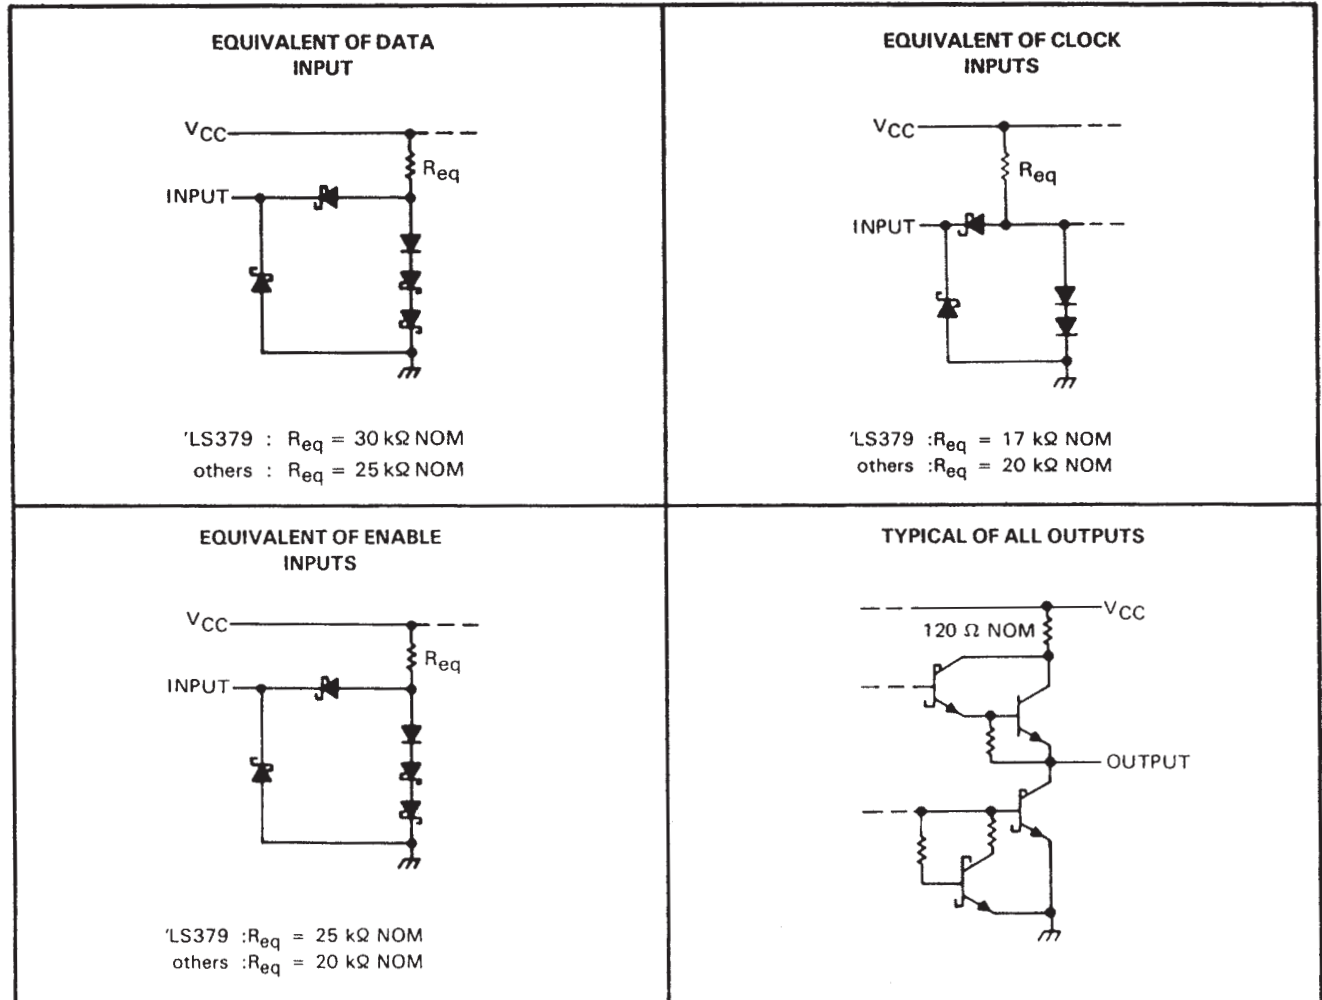 EQUIVALENT OF DATA
INPUT
VCC
Req
INPUT
'LS379 : Req = 30 kΩ NOM
others : Req = 25 kΩ NOM
EQUIVALENT OF CLOCK
INPUTS
VCC
Req
INPUT
'LS379 :Req = 17 kΩ NOM
others :Req = 20 kΩ NOM
EQUIVALENT OF ENABLE
INPUTS
VCC
Req
INPUT
'LS379 :Req = 25 kΩ NOM
others :Req = 20 kΩ NOM
TYPICAL OF ALL OUTPUTS
VCC
120 Ω NOM
OUTPUT